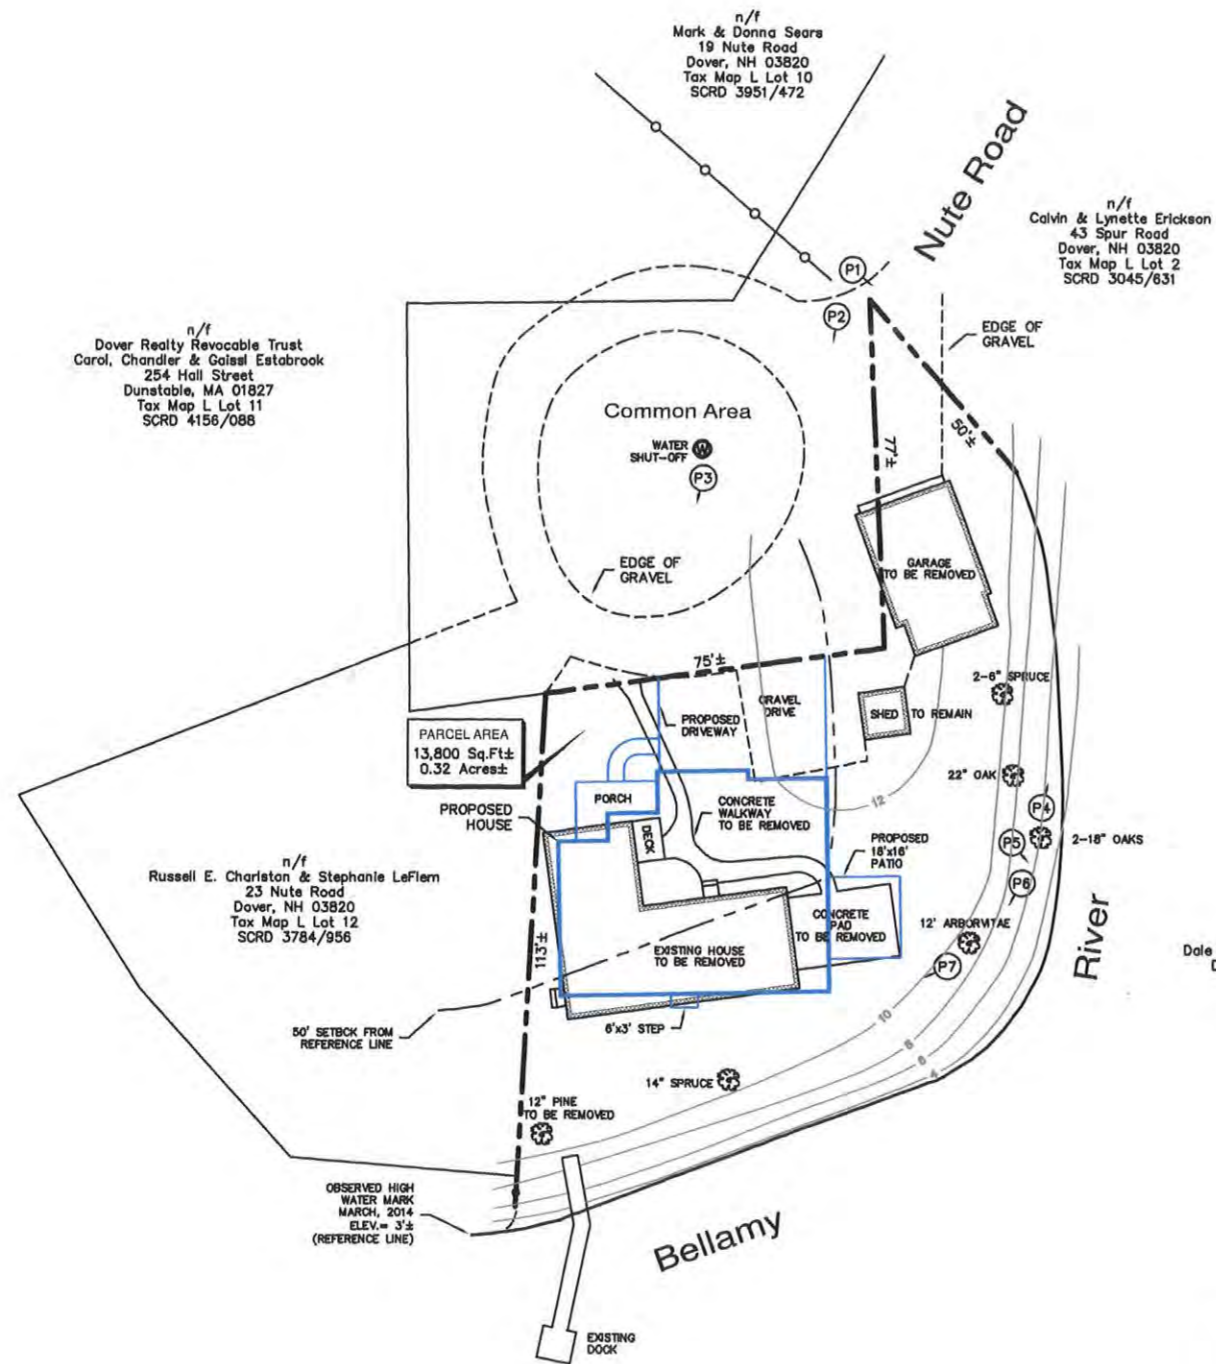 n/f
Mark & Donna Sears
19 Nute Road
Dover, NH 03820
Tax Map L Lot 10
SCRD 3951/472
Nute Road
n/f
Calvin & Lynette Erickson
43 Spur Road
Dover, NH 03820
Tax Map L Lot 2
SCRD 3045/631
P1
P2
EDGE OF
GRAVEL
n/f
Dover Realty Revocable Trust
Carol, Chandler & Gaissl Estabrook
254 Hall Street
Dunstable, MA 01827
Tax Map L Lot 11
SCRD 4156/088
Common Area
WATER
SHUT-OFF
W
P3
77'±
50'±
EDGE OF
GRAVEL
GARAGE
TO BE REMOVED
75'±
2-6" SPRUCE
SHED TO REMAIN
GRAVEL
DRIVE
PROPOSED
DRIVEWAY
PARCEL AREA
13,800 Sq.Ft±
0.32 Acres±
22" OAK
12
P4
PORCH
PROPOSED
HOUSE
CONCRETE
WALKWAY
TO BE REMOVED
DECK
PROPOSED
18'x16'
PATIO
P5
2-18" OAKS
P6
n/f
Russell E. Charlston & Stephanie LeFlem
23 Nute Road
Dover, NH 03820
Tax Map L Lot 12
SCRD 3784/956
113'±
EXISTING HOUSE
TO BE REMOVED
CONCRETE
PAD
TO BE REMOVED
12' ARBORVITAE
P7
River
Dale
50' SETBCK FROM
REFERENCE LINE
6'x3' STEP
10
8
6
4
14" SPRUCE
12" PINE
TO BE REMOVED
OBSERVED HIGH
WATER MARK
MARCH, 2014
ELEV.= 3'±
(REFERENCE LINE)
Bellamy
EXISTING
DOCK